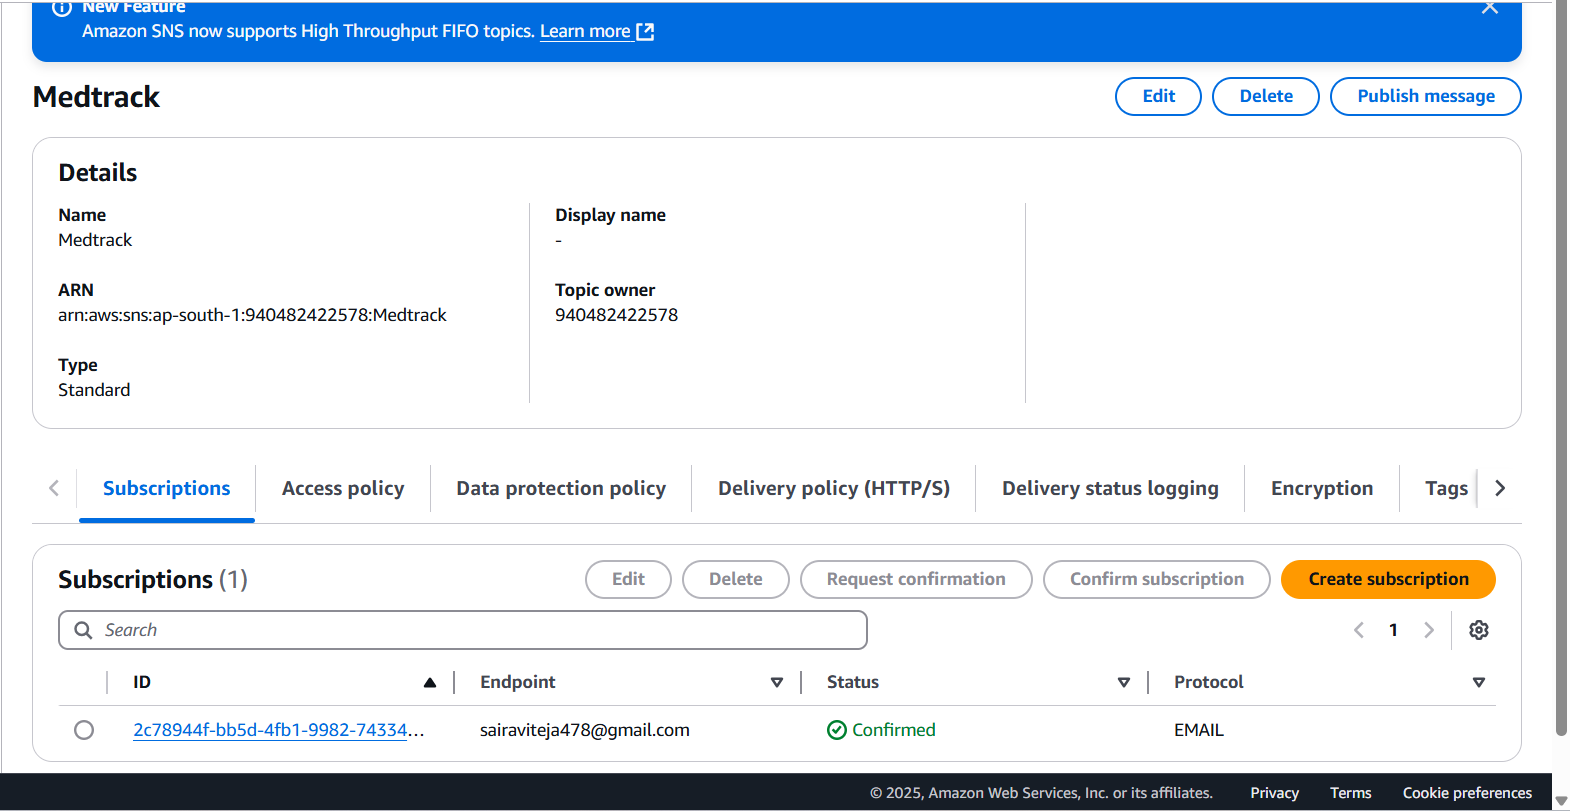 New Feature
Amazon SNS now supports High Throughput FIFO topics. Learn more
Medtrack
Edit
Delete
Publish message
Details
Name
Medtrack
Display name
-
ARN
arn:aws:sns:ap-south-1:940482422578:Medtrack
Topic owner
940482422578
Type
Standard
Subscriptions
Access policy
Data protection policy
Delivery policy (HTTP/S)
Delivery status logging
Encryption
Tags
Subscriptions (1)
Edit
Delete
Request confirmation
Confirm subscription
Create subscription
Search
1
ID
Endpoint
Status
Protocol
2c78944f-bb5d-4fb1-9982-74334...
sairaviteja478@gmail.com
Confirmed
EMAIL
© 2025, Amazon Web Services, Inc. or its affiliates.
Privacy
Terms
Cookie preferences